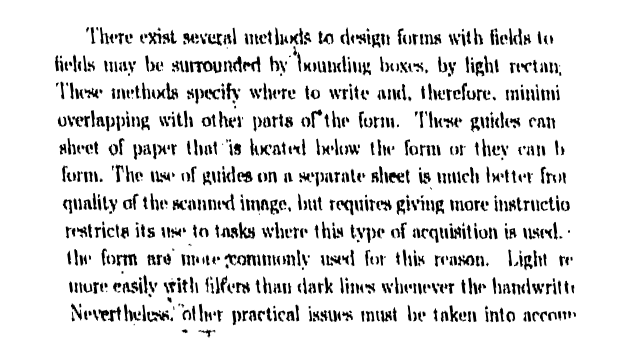 There exist several methods to design forms with fields to
fields may be surrounded by bounding boxes, by light rectan
These methods specify where to write and, therefore, minimi
overlapping with other parts of the form. These guides can
sheet of paper that is located below the form or they can b
form. The use of guides on a separate sheet is much better fro
quality of the scanned image, but requires giving more instructio
restricts its use to tasks where this type of acquisition is used.
the form are more commonly used for this reason. Light re
more easily with filters than dark lines whenever the handwritt
Nevertheless, other practical issues must be taken into accoun